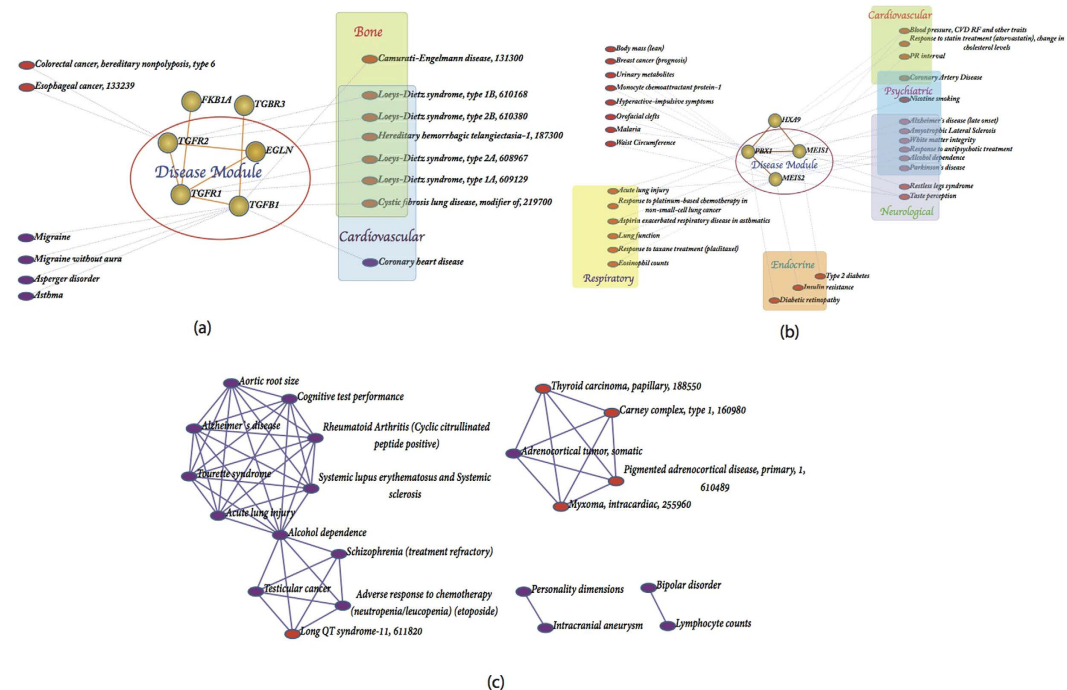 Bone
Colorectal cancer, hereditary nonpolyposis, type 6
Esophageal cancer, 133239
Camurati-Engelmann disease, 131300
FKB1A
TGBR3
Loeys-Dietz syndrome, type 1B, 610168
Loeys-Dietz syndrome, type 2B, 610380
Hereditary hemorrhagic telangiectasia-1, 187300
TGFR2
EGLN
Loeys-Dietz syndrome, type 2A, 608967
Disease Module
Loeys-Dietz syndrome, type 1A, 609129
TGFR1
TGFB1
Cystic fibrosis lung disease, modifier of, 219700
Cardiovascular
Migraine
Migraine without aura
Coronary heart disease
Asperger disorder
Asthma
(a)
Cardiovascular
Blood pressure, CVD RF and other traits
Response to statin treatment (atorvastatin), change in
cholesterol levels
PR interval
Coronary Artery Disease
Psychiatric
Nicotine smoking
Body mass (lean)
Breast cancer (prognosis)
Urinary metabolites
Monocyte chemoattractant protein-1
Hyperactive-impulsive symptoms
Orofacial clefts
Malaria
Waist Circumference
HXA9
PBX1
MEIS1
Disease Module
MEIS2
Alzheimer's disease (late onset)
Amyotrophic Lateral Sclerosis
White matter integrity
Response to antipsychotic treatment
Alcohol dependence
Parkinson's disease
Restless legs syndrome
Taste perception
Neurological
Acute lung injury
Response to platinum-based chemotherapy in
non-small-cell lung cancer
Aspirin exacerbated respiratory disease in asthmatics
Lung function
Response to taxane treatment (placlitaxel)
Eosinophil counts
Respiratory
Endocrine
Type 2 diabetes
Insulin resistance
Diabetic retinopathy
(b)
Aortic root size
Cognitive test performance
Alzheimer's disease
Rheumatoid Arthritis (Cyclic citrullinated
peptide positive)
Tourette syndrome
Systemic lupus erythematosus and Systemic
sclerosis
Acute lung injury
Alcohol dependence
Schizophrenia (treatment refractory)
Testicular cancer
Adverse response to chemotherapy
(neutropenia/leucopenia) (etoposide)
Long QT syndrome-11, 611820
Thyroid carcinoma, papillary, 188550
Carney complex, type 1, 160980
Adrenocortical tumor, somatic
Pigmented adrenocortical disease, primary, 1,
610489
Myxoma, intracardiac, 255960
Personality dimensions
Intracranial aneurysm
Bipolar disorder
Lymphocyte counts
(c)